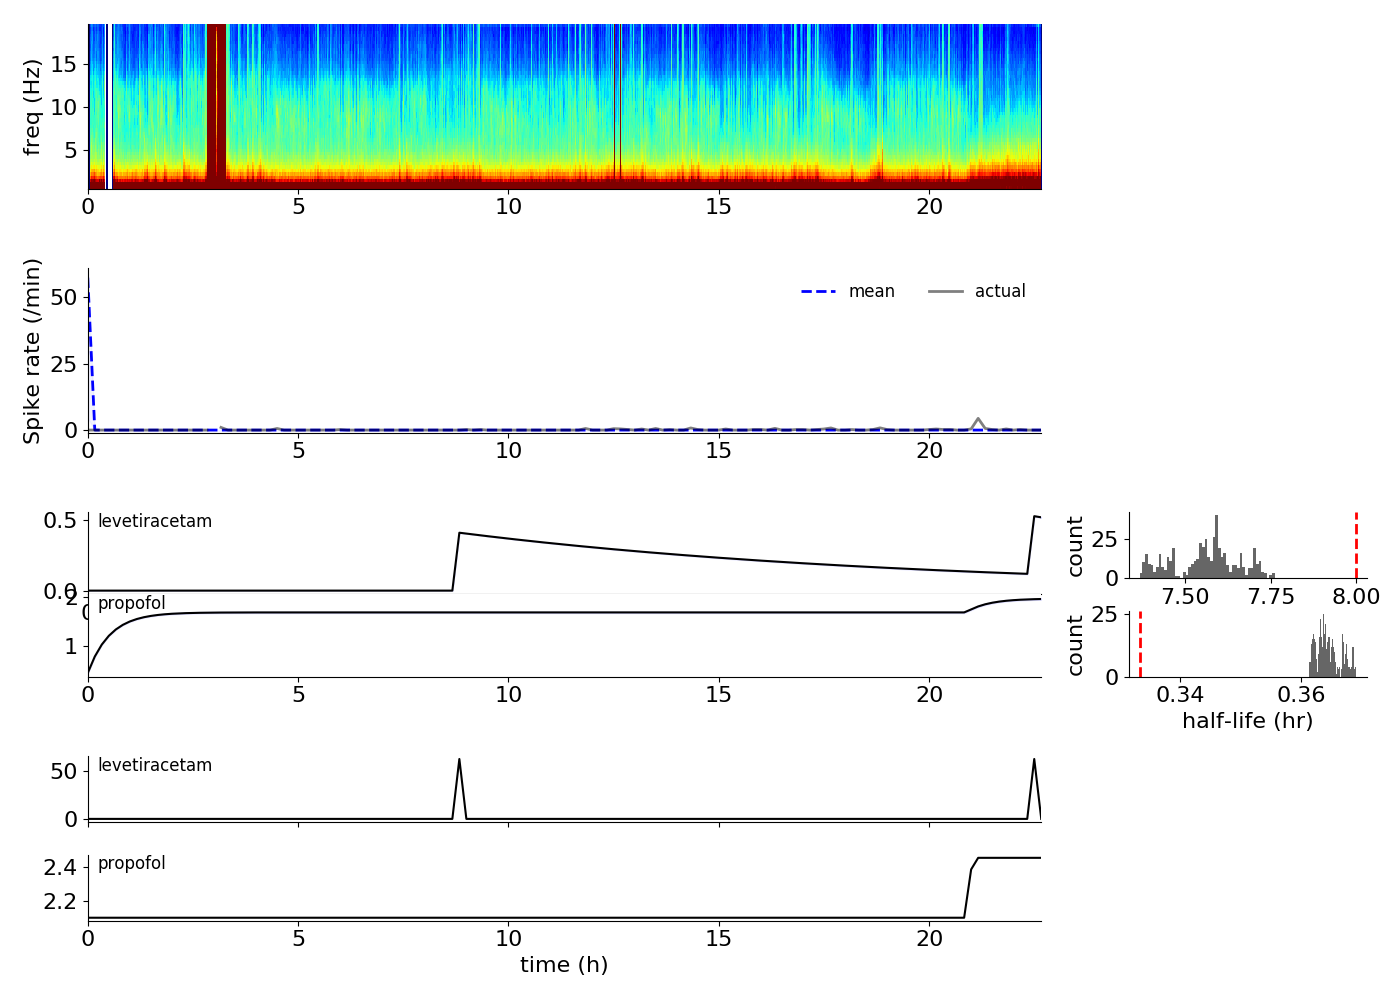 freq (Hz)
15
10
5
0 5 10 15 20
Spike rate (/min)
50
25
0
mean actual
0 5 10 15 20
levetiracetam
0.5
0.0
0
count
25
0
7.50 7.75 8.00
propofol
2
1
0 5 10 15 20
count
25
0
0.34 0.36
half-life (hr)
levetiracetam
50
0
propofol
2.4
2.2
0 5 10 15 20
time (h)